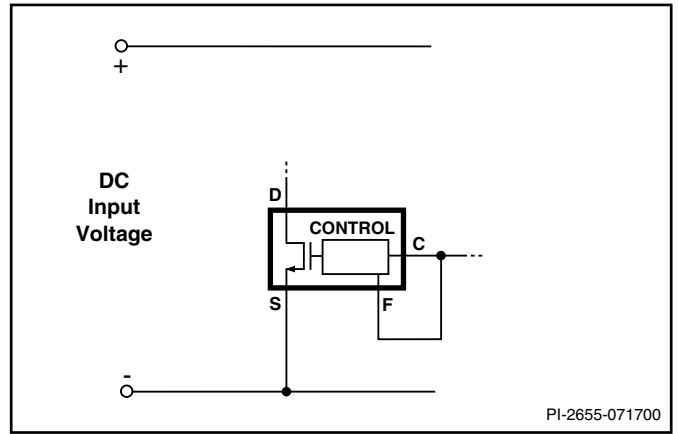 +
DC
Input
Voltage
D
CONTROL
C
S
F
-
PI-2655-071700